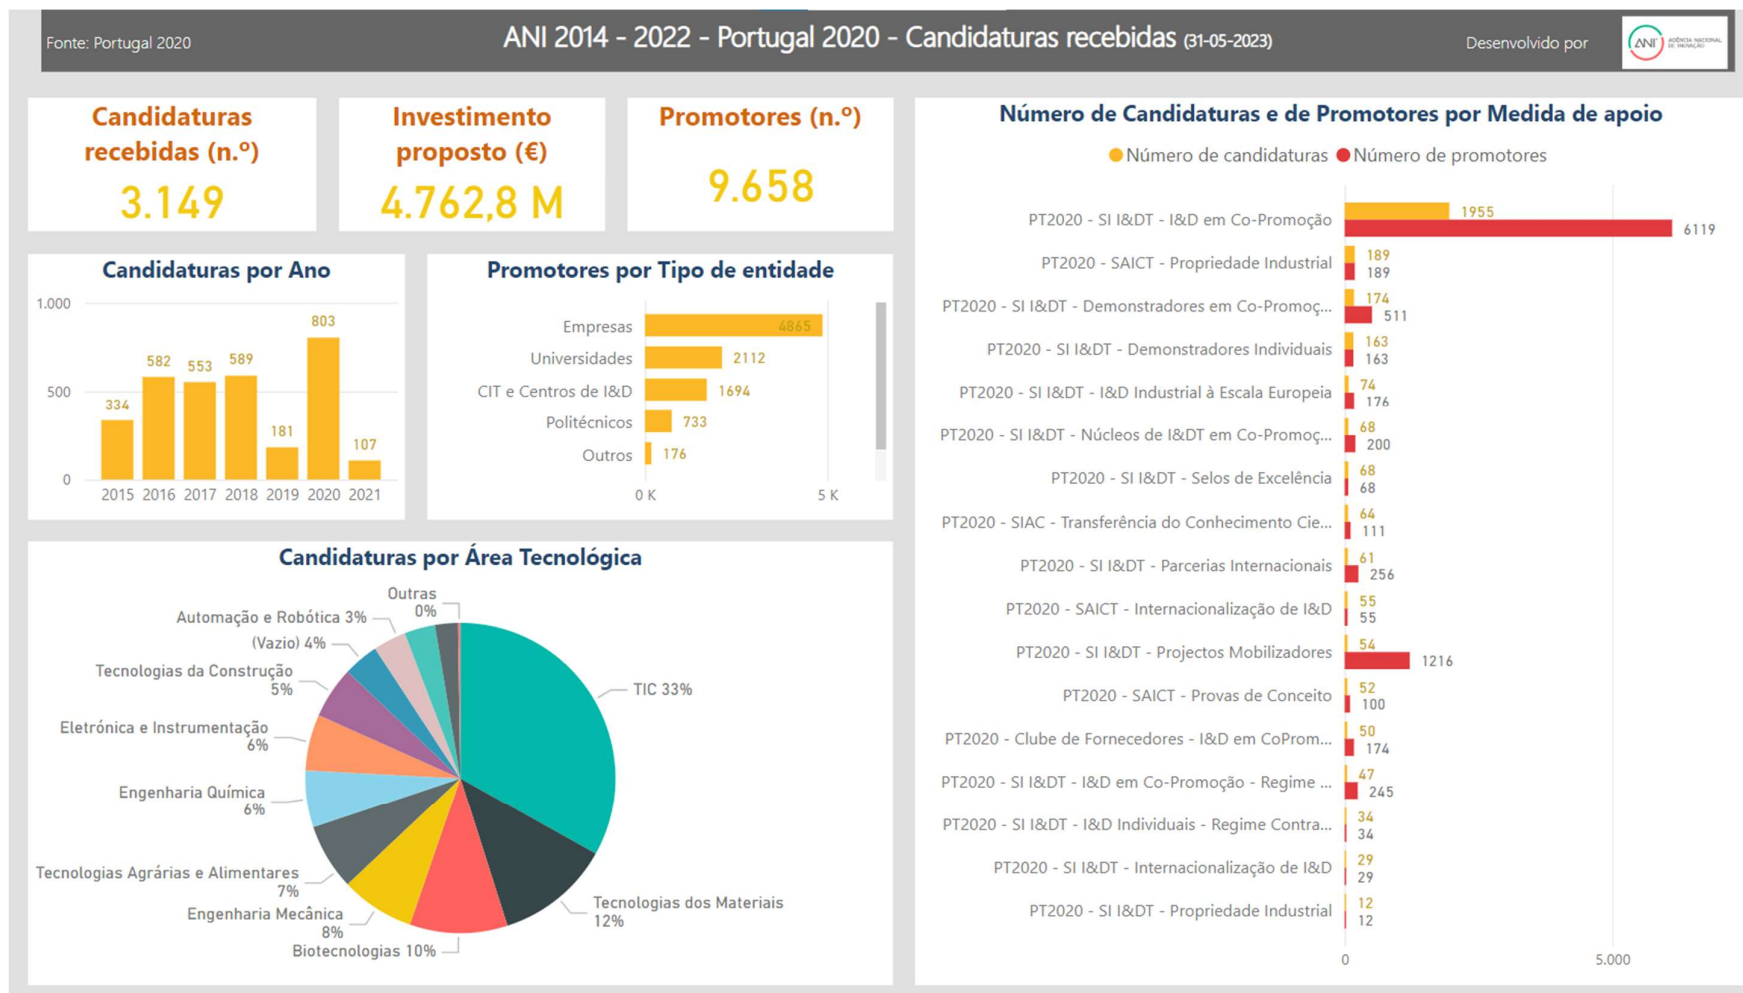 Fonte: Portugal 2020
ANI 2014 - 2022 - Portugal 2020 - Candidaturas recebidas (31-05-2023)
Desenvolvido por
ANI
AGÊNCIA NACIONAL
DE INOVAÇÃO
Candidaturas
recebidas (n.º)
3.149
Investimento
proposto (€)
4.762,8 M
Promotores (n.º)
9.658
Candidaturas por Ano
1.000
500
0
334
582
553
589
181
803
107
2015 2016 2017 2018 2019 2020 2021
Promotores por Tipo de entidade
Empresas 4865
Universidades 2112
CIT e Centros de I&D 1694
Politécnicos 733
Outros 176
0 K 5 K
Candidaturas por Área Tecnológica
Outras
0%
Automação e Robótica 3%
(Vazio) 4%
Tecnologias da Construção
5%
Eletrónica e Instrumentação
6%
Engenharia Química
6%
Tecnologias Agrárias e Alimentares
7%
Engenharia Mecânica
8%
Biotecnologias 10%
Tecnologias dos Materiais
12%
TIC 33%
Número de Candidaturas e de Promotores por Medida de apoio
Número de candidaturas Número de promotores
PT2020 - SI I&DT - I&D em Co-Promoção
1955
6119
PT2020 - SAICT - Propriedade Industrial
189
189
PT2020 - SI I&DT - Demonstradores em Co-Promoç...
174
511
PT2020 - SI I&DT - Demonstradores Individuais
163
163
PT2020 - SI I&DT - I&D Industrial à Escala Europeia
74
176
PT2020 - SI I&DT - Núcleos de I&DT em Co-Promoç...
68
200
PT2020 - SI I&DT - Selos de Excelência
68
68
PT2020 - SIAC - Transferência do Conhecimento Cie...
64
111
PT2020 - SI I&DT - Parcerias Internacionais
61
256
PT2020 - SAICT - Internacionalização de I&D
55
55
PT2020 - SI I&DT - Projectos Mobilizadores
54
1216
PT2020 - SAICT - Provas de Conceito
52
100
PT2020 - Clube de Fornecedores - I&D em CoProm...
50
174
PT2020 - SI I&DT - I&D em Co-Promoção - Regime ...
47
245
PT2020 - SI I&DT - I&D Individuais - Regime Contra...
34
34
PT2020 - SI I&DT - Internacionalização de I&D
29
29
PT2020 - SI I&DT - Propriedade Industrial
12
12
0 5.000